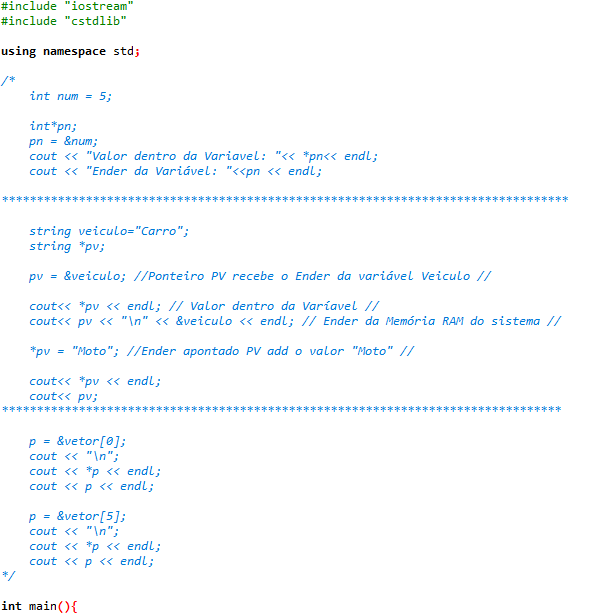 #include "iostream"
#include "cstdlib"
using namespace std;
/*
int num = 5;
int*pn;
pn = &num;
cout << "Valor dentro da Variavel: "<< *pn<< endl;
cout << "Ender da Variável: "<<pn << endl;
*********************************************************************************
string veiculo="Carro";
string *pv;
pv = &veiculo; //Ponteiro PV recebe o Ender da variável Veiculo //
cout<< *pv << endl; // Valor dentro da Varíavel //
cout<< pv << "\n" << &veiculo << endl; // Ender da Memória RAM do sistema //
*pv = "Moto"; //Ender apontado PV add o valor "Moto" //
cout<< *pv << endl;
cout<< pv;
********************************************************************************
p = &vetor[0];
cout << "\n";
cout << *p << endl;
cout << p << endl;
p = &vetor[5];
cout << "\n";
cout << *p << endl;
cout << p << endl;
*/
int main(){